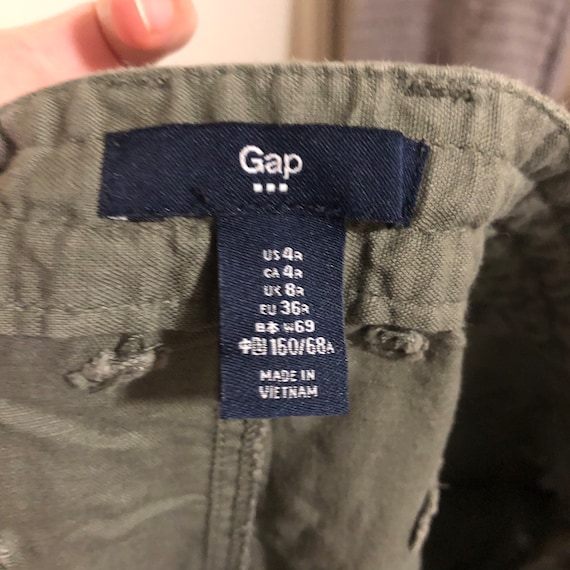 Gap
US 4R
CA 4R
UK 8R
EU 36R
日本 W69
中国 160/68A
MADE IN
VIETNAM